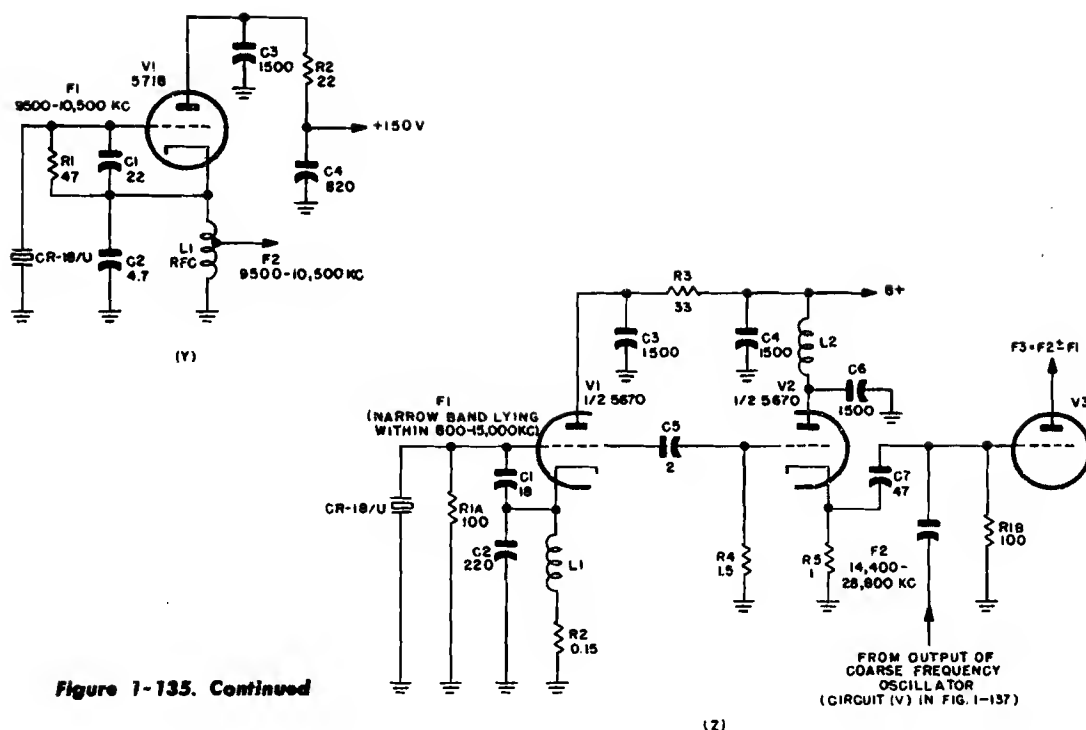 C3
1500
R2
22
V1
5718
F1
9500-10,500 KC
+150 V
R1
47
C1
22
C4
820
CR-18/U
C2
4.7
L1
RFC
F2
9500-10,500 KC
(Y)
R3
33
B+
C3
1500
C4
1500
L2
F3=F2±F1
C6
1500
V1
1/2 5670
V2
1/2 5670
V3
F1
(NARROW BAND LYING
WITHIN 800-15,000KC)
C5
2
C1
18
C7
47
CR-18/U
R1A
100
C2
220
L1
R4
1.5
R5
1
F2
14,400-
28,800 KC
R1B
100
R2
0.15
FROM OUTPUT OF
COARSE FREQUENCY
OSCILLATOR
(CIRCUIT (V) IN FIG. 1-137)
Figure 1-135. Continued
(Z)